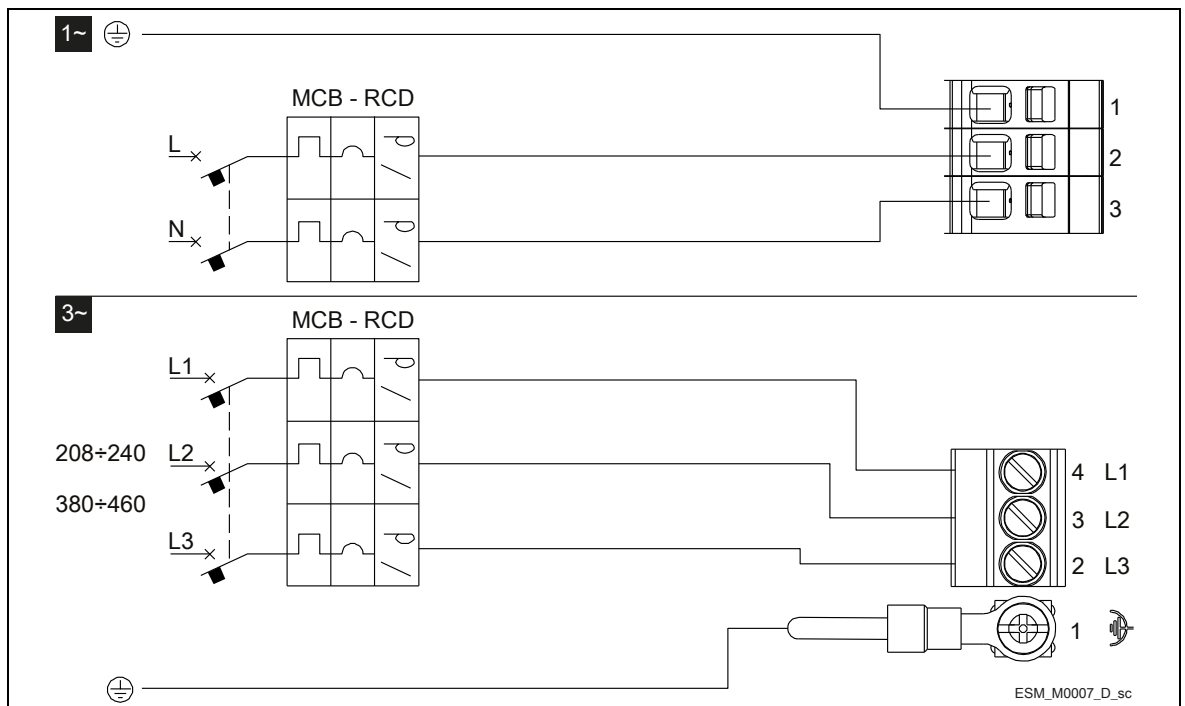 1~
MCB - RCD
L
N
1
2
3
3~
MCB - RCD
L1
208÷240 L2
380÷460
L3
4 L1
3 L2
2 L3
1
ESM_M0007_D_sc